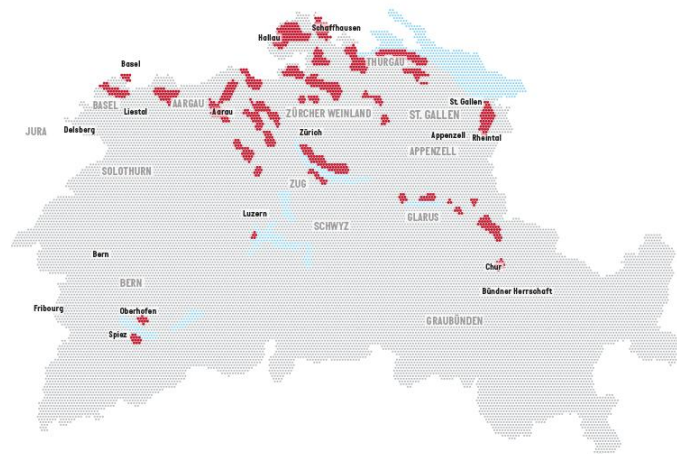 Schaffhausen
Hallau
Basel
THURGAU
BASEL
AARGAU
St. Gallen
Liestal
Aarau
ZÜRCHER WEINLAND
ST. GALLEN
JURA
Delsberg
Zürich
Appenzell
Rheintal
APPENZELL
SOLOTHURN
ZUG
Luzern
GLARUS
SCHWYZ
Bern
Chur
BERN
Bündner Herrschaft
Fribourg
Oberhofen
GRAUBÜNDEN
Spiez